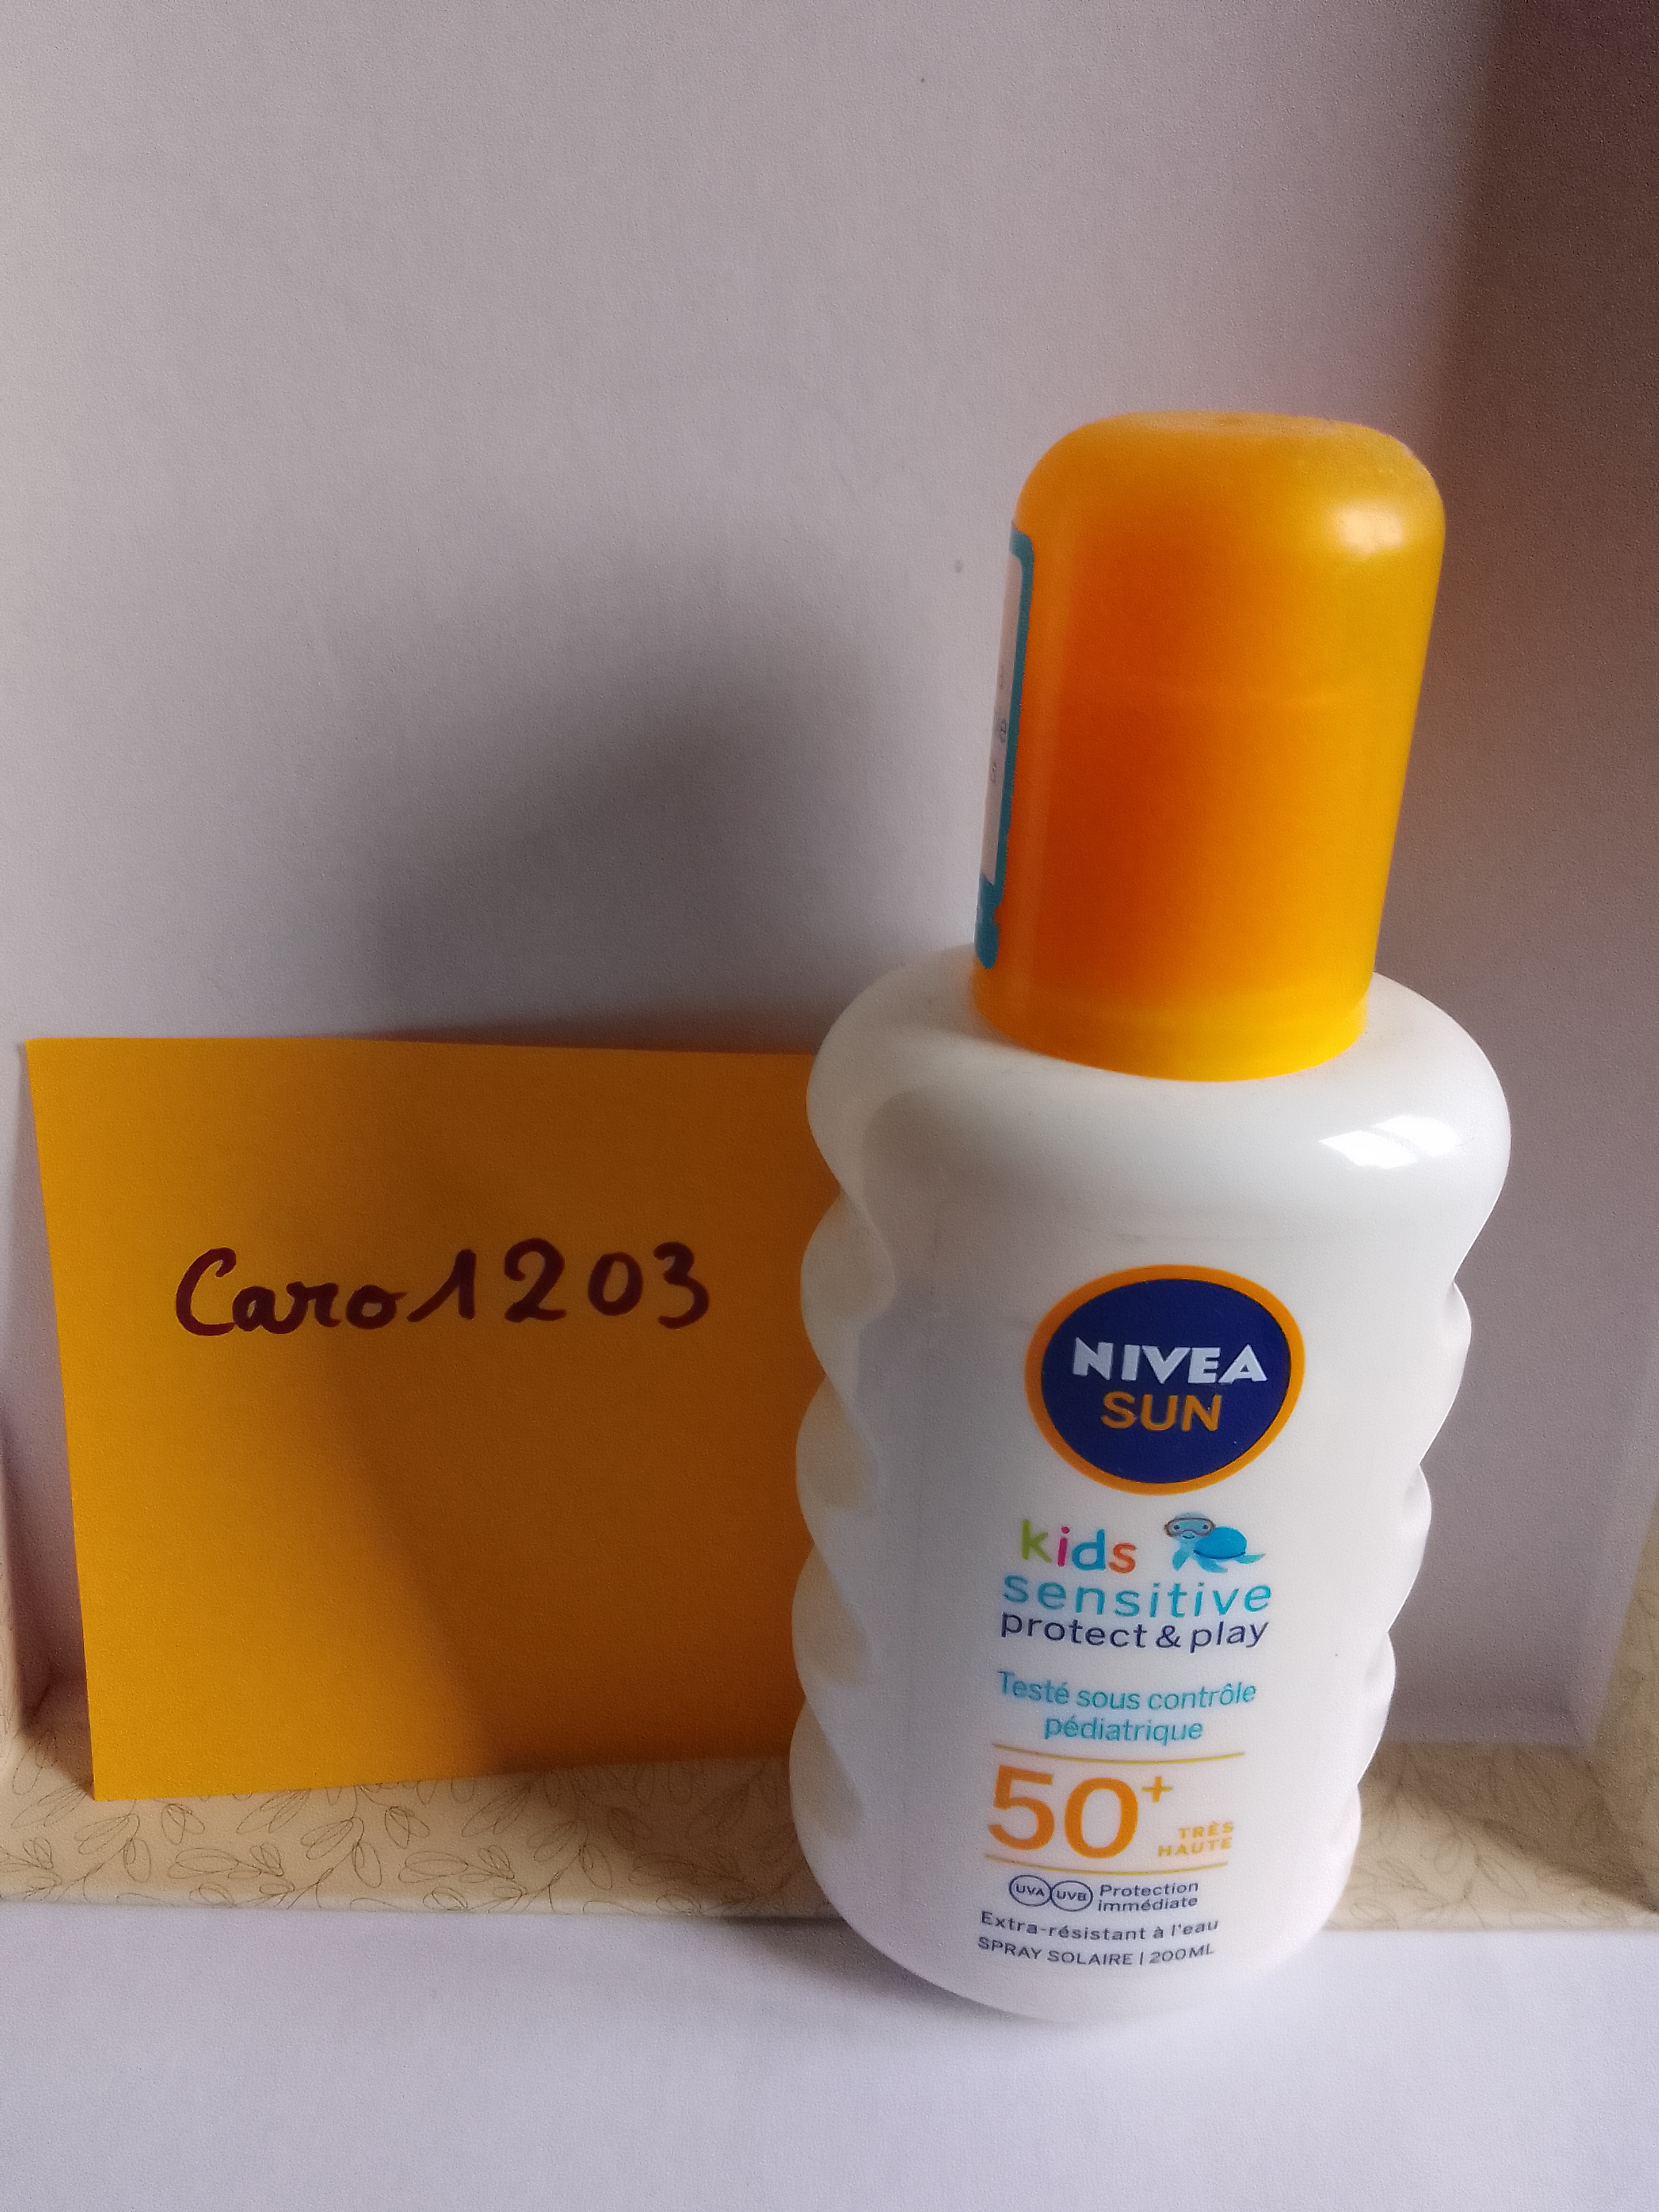 Caro1203
NIVEA
SUN
kids
sensitive
protect & play
Testé sous contrôle
pédiatrique
50+
TRÈS
HAUTE
UVA UVB Protection
immédiate
Extra-résistant à l'eau
SPRAY SOLAIRE | 200ML